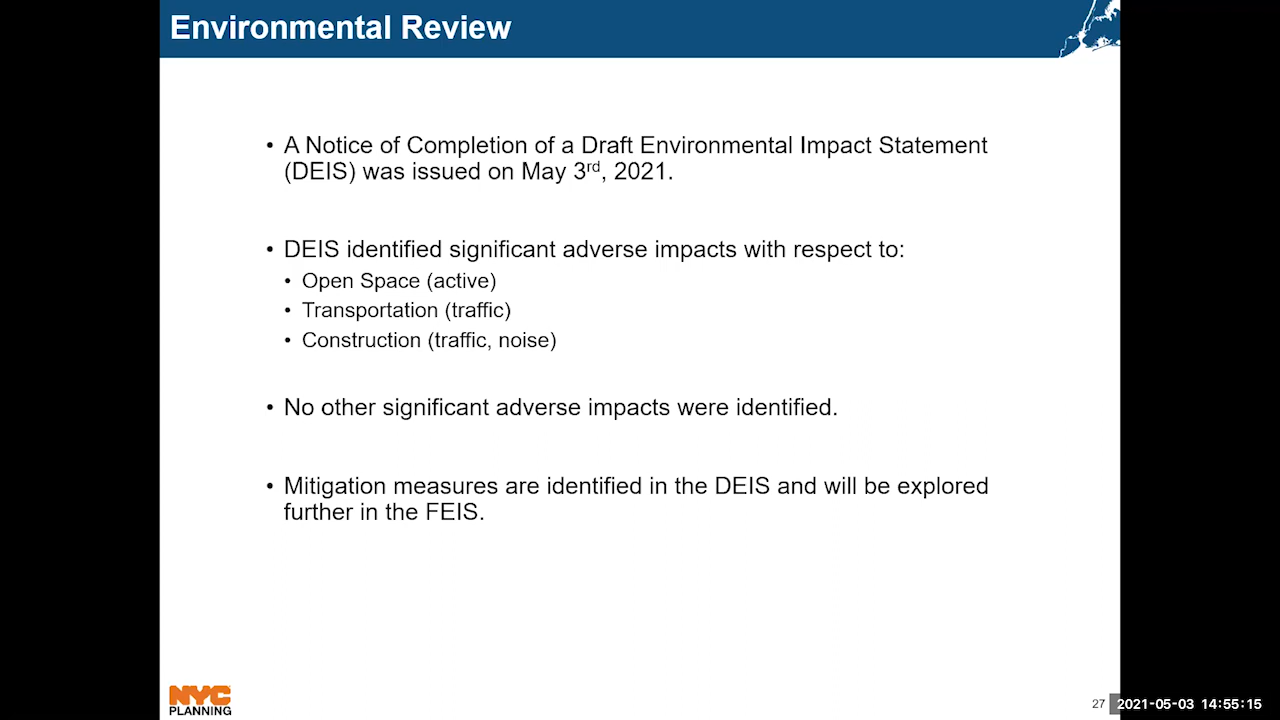 Environmental Review
• A Notice of Completion of a Draft Environmental Impact Statement
(DEIS) was issued on May 3rd, 2021.
• DEIS identified significant adverse impacts with respect to:
• Open Space (active)
• Transportation (traffic)
• Construction (traffic, noise)
• No other significant adverse impacts were identified.
• Mitigation measures are identified in the DEIS and will be explored
further in the FEIS.
NYC
PLANNING
27
2021-05-03 14:55:15